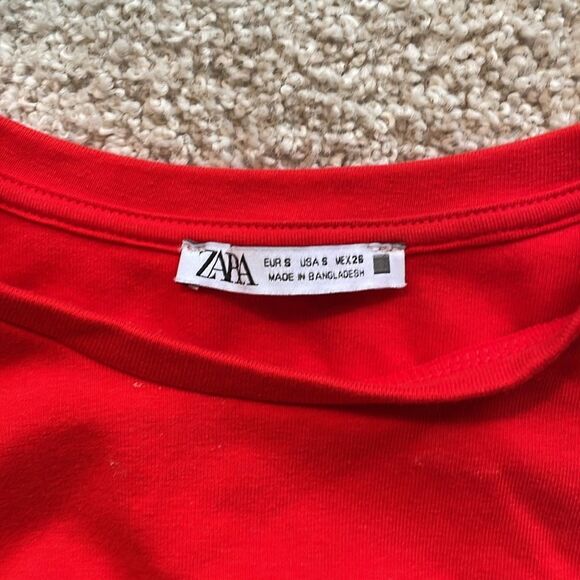 ZARA
EUR S USA S MEX 26
MADE IN BANGLADESH